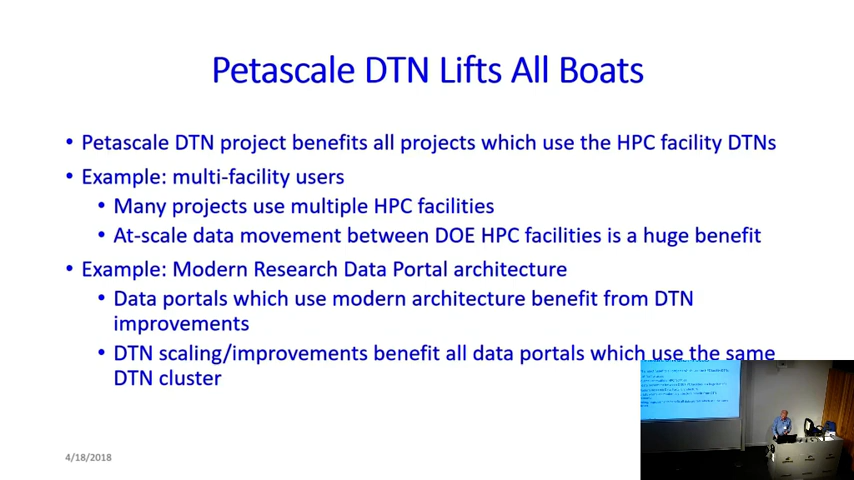 Petascale DTN Lifts All Boats
• Petascale DTN project benefits all projects which use the HPC facility DTNs
• Example: multi-facility users
• Many projects use multiple HPC facilities
• At-scale data movement between DOE HPC facilities is a huge benefit
• Example: Modern Research Data Portal architecture
• Data portals which use modern architecture benefit from DTN
improvements
• DTN scaling/improvements benefit all data portals which use the same
DTN cluster
4/18/2018